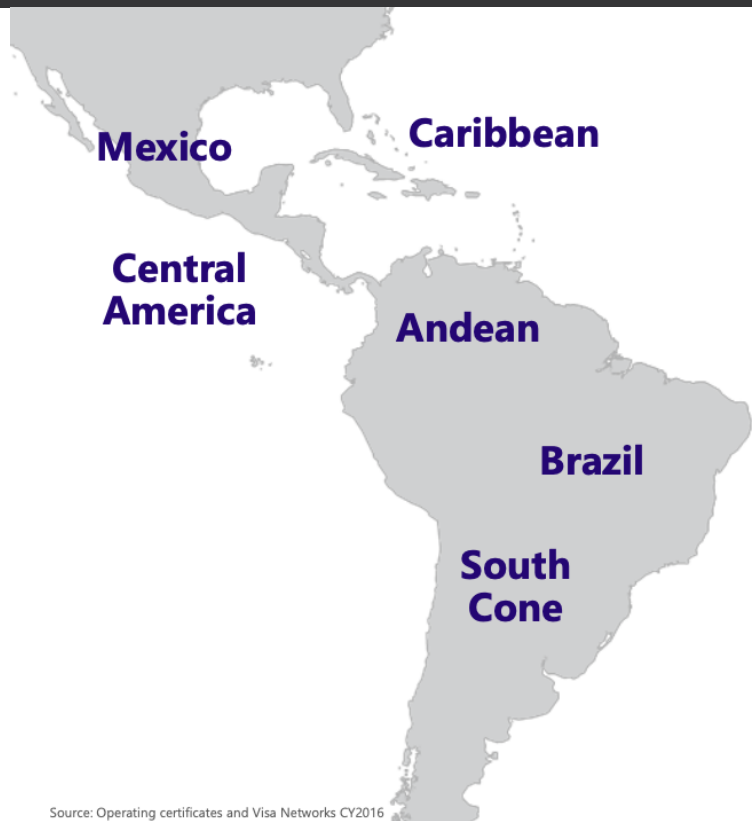 Mexico
Caribbean
Central
America
Andean
Brazil
South
Cone
Source: Operating certificates and Visa Networks CY2016